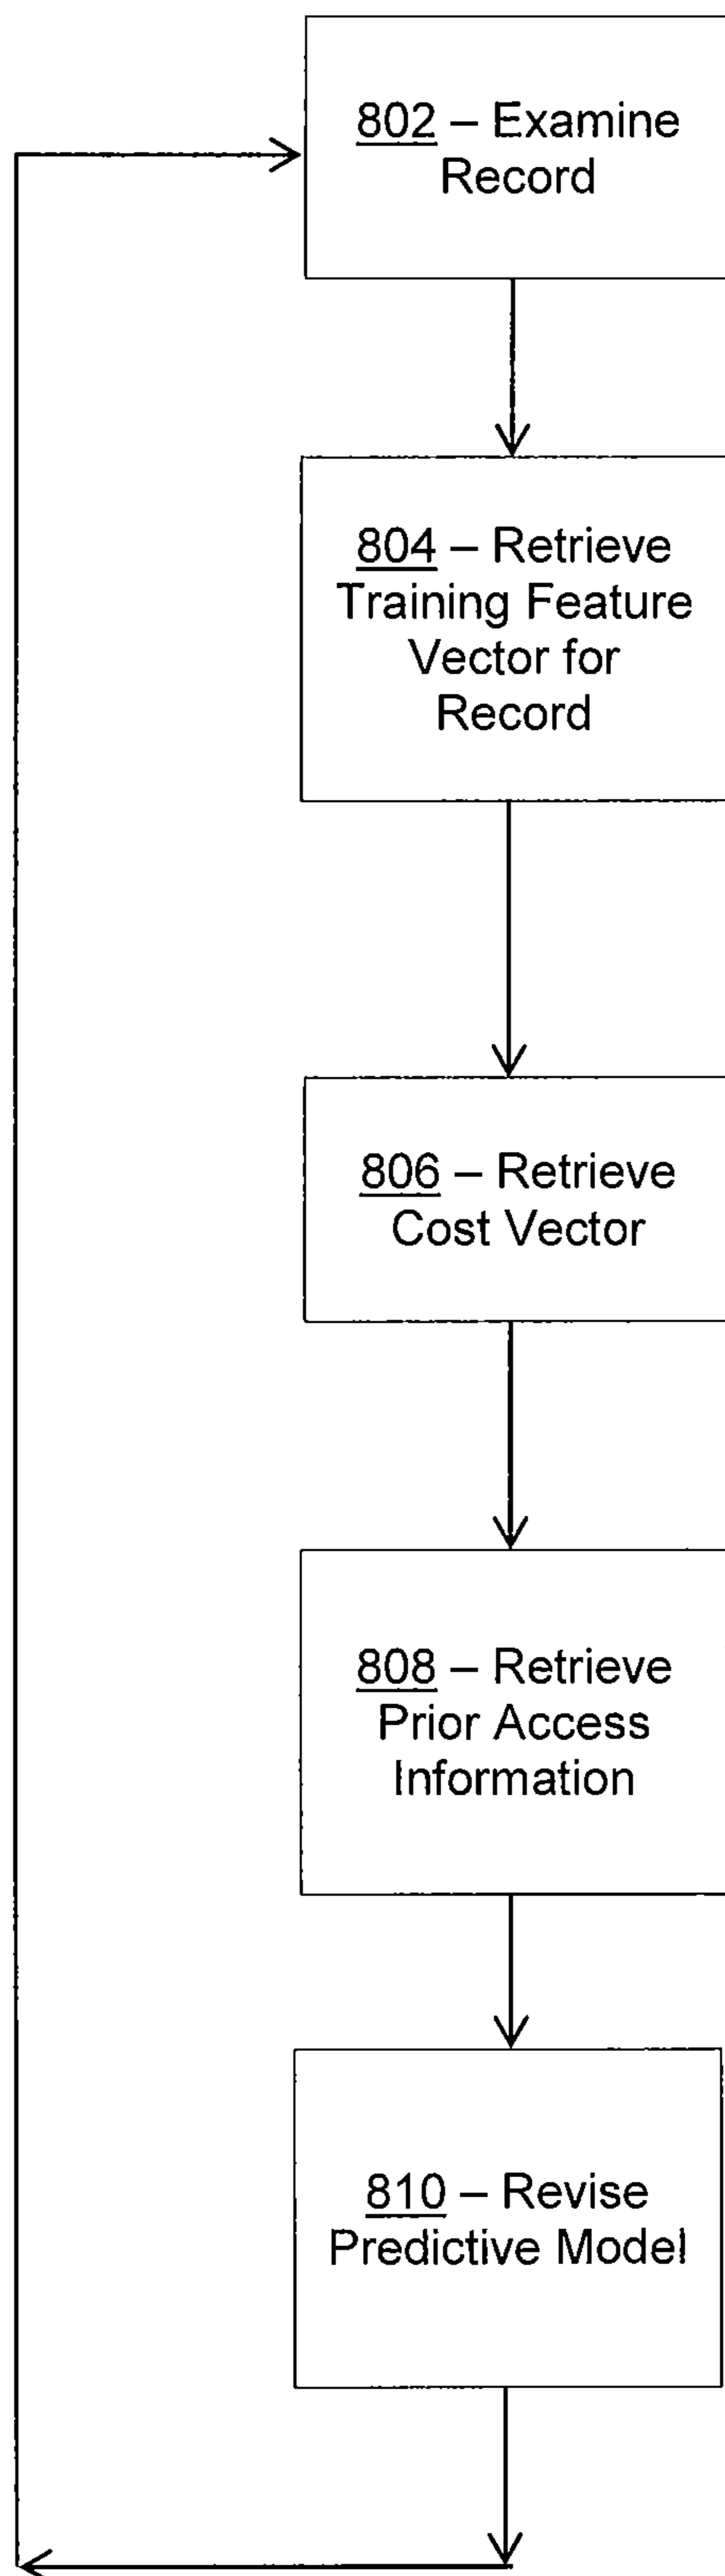 802 – Examine
Record
804 – Retrieve
Training Feature
Vector for
Record
806 – Retrieve
Cost Vector
808 – Retrieve
Prior Access
Information
810 – Revise
Predictive Model